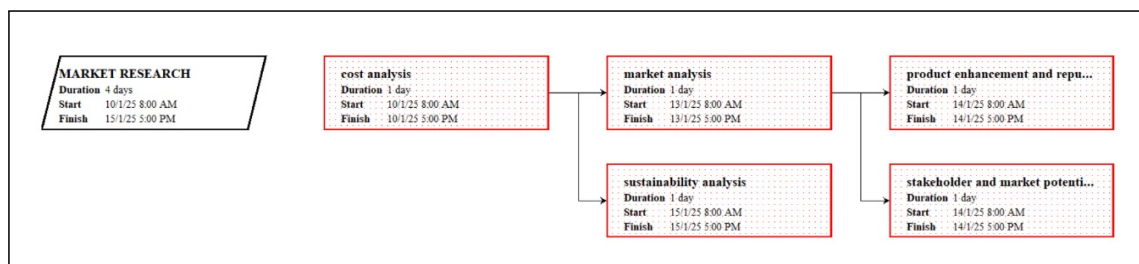 MARKET RESEARCH
Duration 4 days
Start 10/1/25 8:00 AM
Finish 15/1/25 5:00 PM
cost analysis
Duration 1 day
Start 10/1/25 8:00 AM
Finish 10/1/25 5:00 PM
market analysis
Duration 1 day
Start 13/1/25 8:00 AM
Finish 13/1/25 5:00 PM
product enhancement and repu...
Duration 1 day
Start 14/1/25 8:00 AM
Finish 14/1/25 5:00 PM
sustainability analysis
Duration 1 day
Start 15/1/25 8:00 AM
Finish 15/1/25 5:00 PM
stakeholder and market potenti...
Duration 1 day
Start 14/1/25 8:00 AM
Finish 14/1/25 5:00 PM